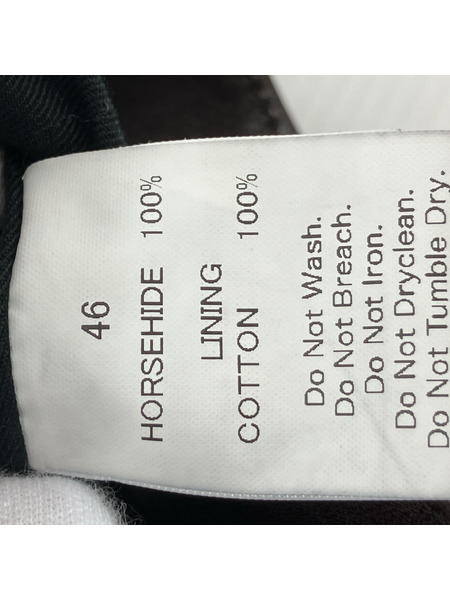 46
HORSEHIDE 100%
LINING
COTTON 100%
Do Not Wash.
Do Not Breach.
Do Not Iron.
Do Not Dryclean.
Do Not Tumble Dry.